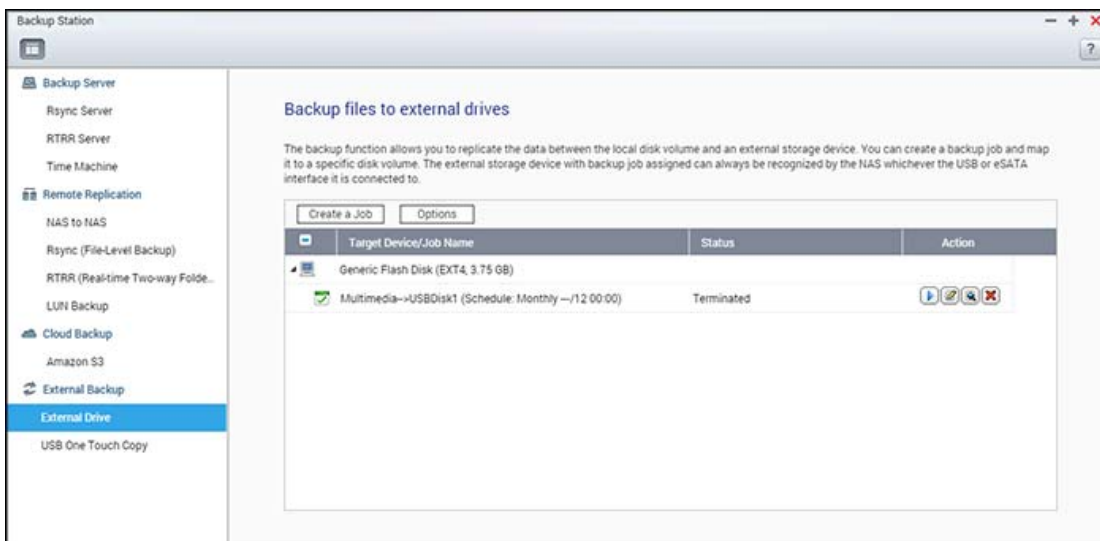 Backup Station
?
Backup Server
Rsync Server
RTRR Server
Time Machine
Remote Replication
NAS to NAS
Rsync (File-Level Backup)
RTRR (Real-time Two-way Folde...
LUN Backup
Cloud Backup
Amazon S3
External Backup
External Drive
USB One Touch Copy
Backup files to external drives
The backup function allows you to replicate the data between the local disk volume and an external storage device. You can create a backup job and map
it to a specific disk volume. The external storage device with backup job assigned can always be recognized by the NAS whichever the USB or eSATA
interface it is connected to.
Create a Job Options
Target Device/Job Name Status Action
Generic Flash Disk (EXT4, 3.75 GB)
Multimedia-->USBDisk1 (Schedule: Monthly --/12 00:00) Terminated